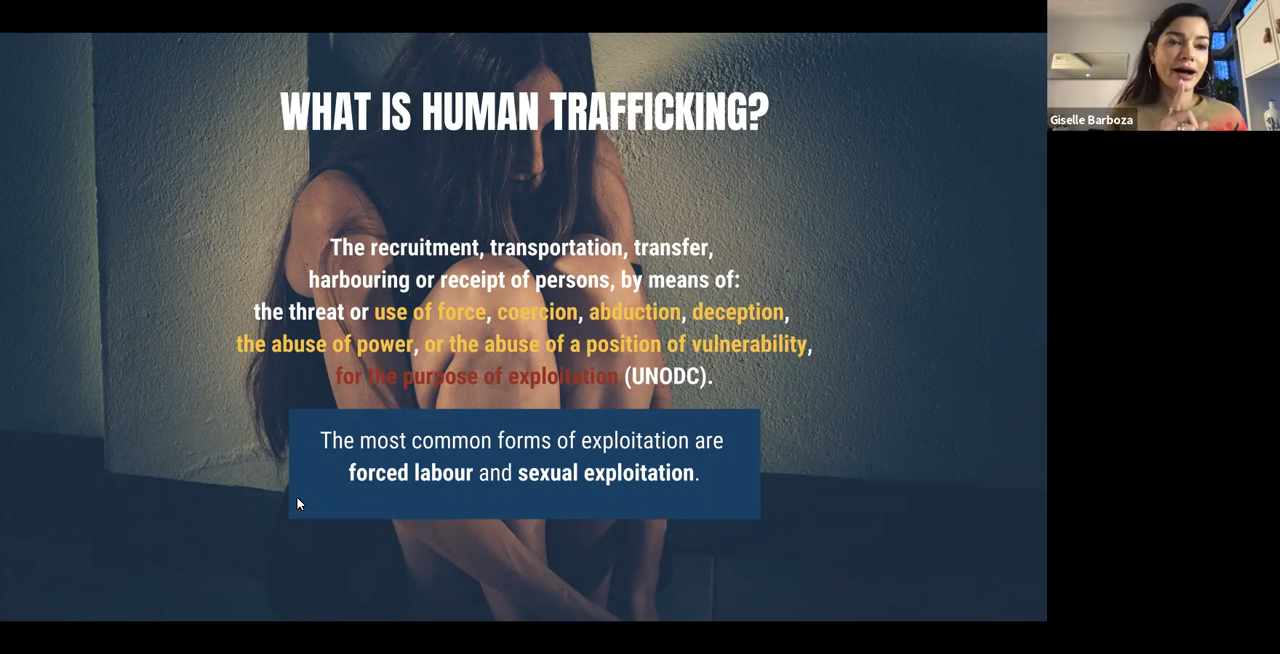 WHAT IS HUMAN TRAFFICKING?
The recruitment, transportation, transfer,
harbouring or receipt of persons, by means of:
the threat or use of force, coercion, abduction, deception,
the abuse of power, or the abuse of a position of vulnerability,
for the purpose of exploitation (UNODC).
The most common forms of exploitation are
forced labour and sexual exploitation.
Giselle Barboza